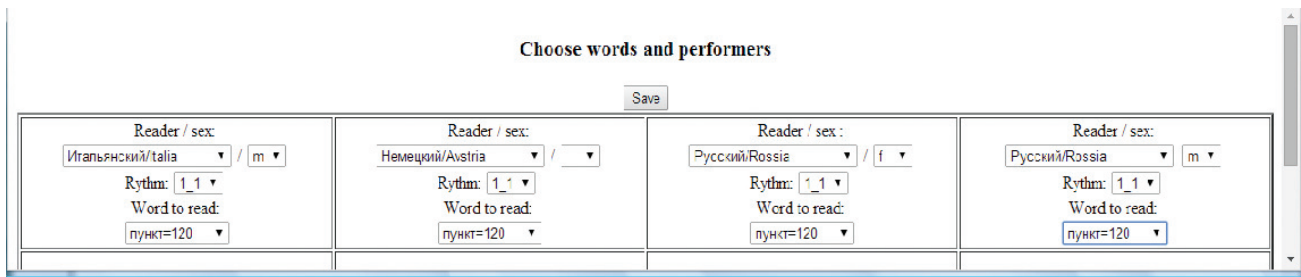 Choose words and performers
Save
Reader / sex: Reader / sex: Reader / sex : Reader / sex:
Итальянский/Italia / m Немецкий/Avstria / Русский/Rossia / f Русский/Rossia m
Rythm: 1_1 Rythm: 1_1 Rythm: 1_1 Rythm: 1_1
Word to read: Word to read: Word to read: Word to read:
пункт=120 пункт=120 пункт=120 пункт=120